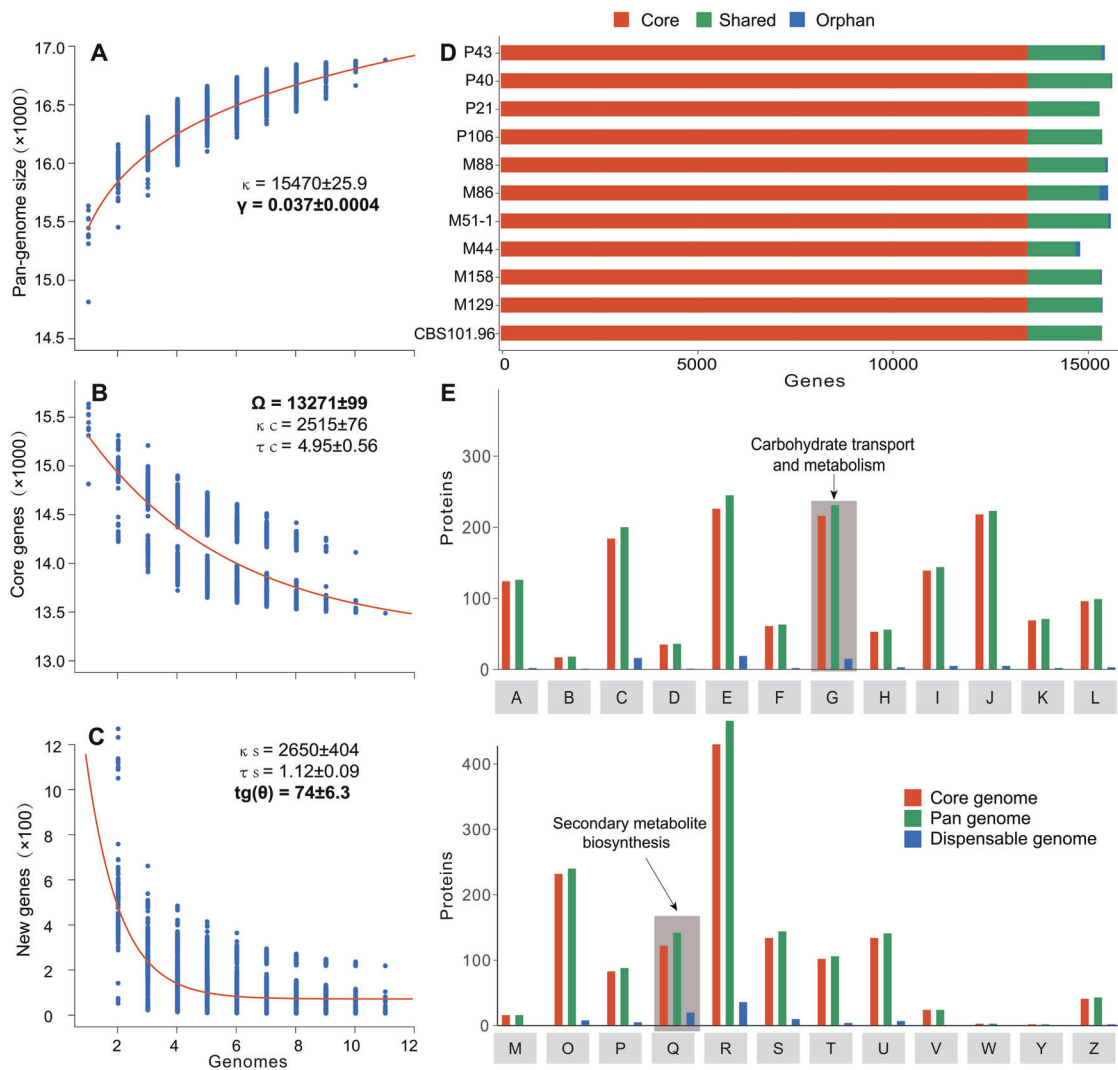 A
17.0
16.5
16.0
15.5
15.0
14.5
Pan-genome size (×1000)
κ = 15470±25.9
γ = 0.037±0.0004
B
15.5
15.0
14.5
14.0
13.5
13.0
Core genes (×1000)
Ω = 13271±99
κ c = 2515±76
τ c = 4.95±0.56
C
12
10
8
6
4
2
0
New genes (×100)
κ s = 2650±404
τ s = 1.12±0.09
tg(θ) = 74±6.3
2 4 6 8 10 12
Genomes
Core Shared Orphan
D
P43
P40
P21
P106
M88
M86
M51-1
M44
M158
M129
CBS101.96
0 5000 10000 15000
Genes
E
300
200
100
0
Proteins
Carbohydrate transport
and metabolism
A B C D E F G H I J K L
400
300
200
100
0
Proteins
Secondary metabolite
biosynthesis
Core genome
Pan genome
Dispensable genome
M O P Q R S T U V W Y Z